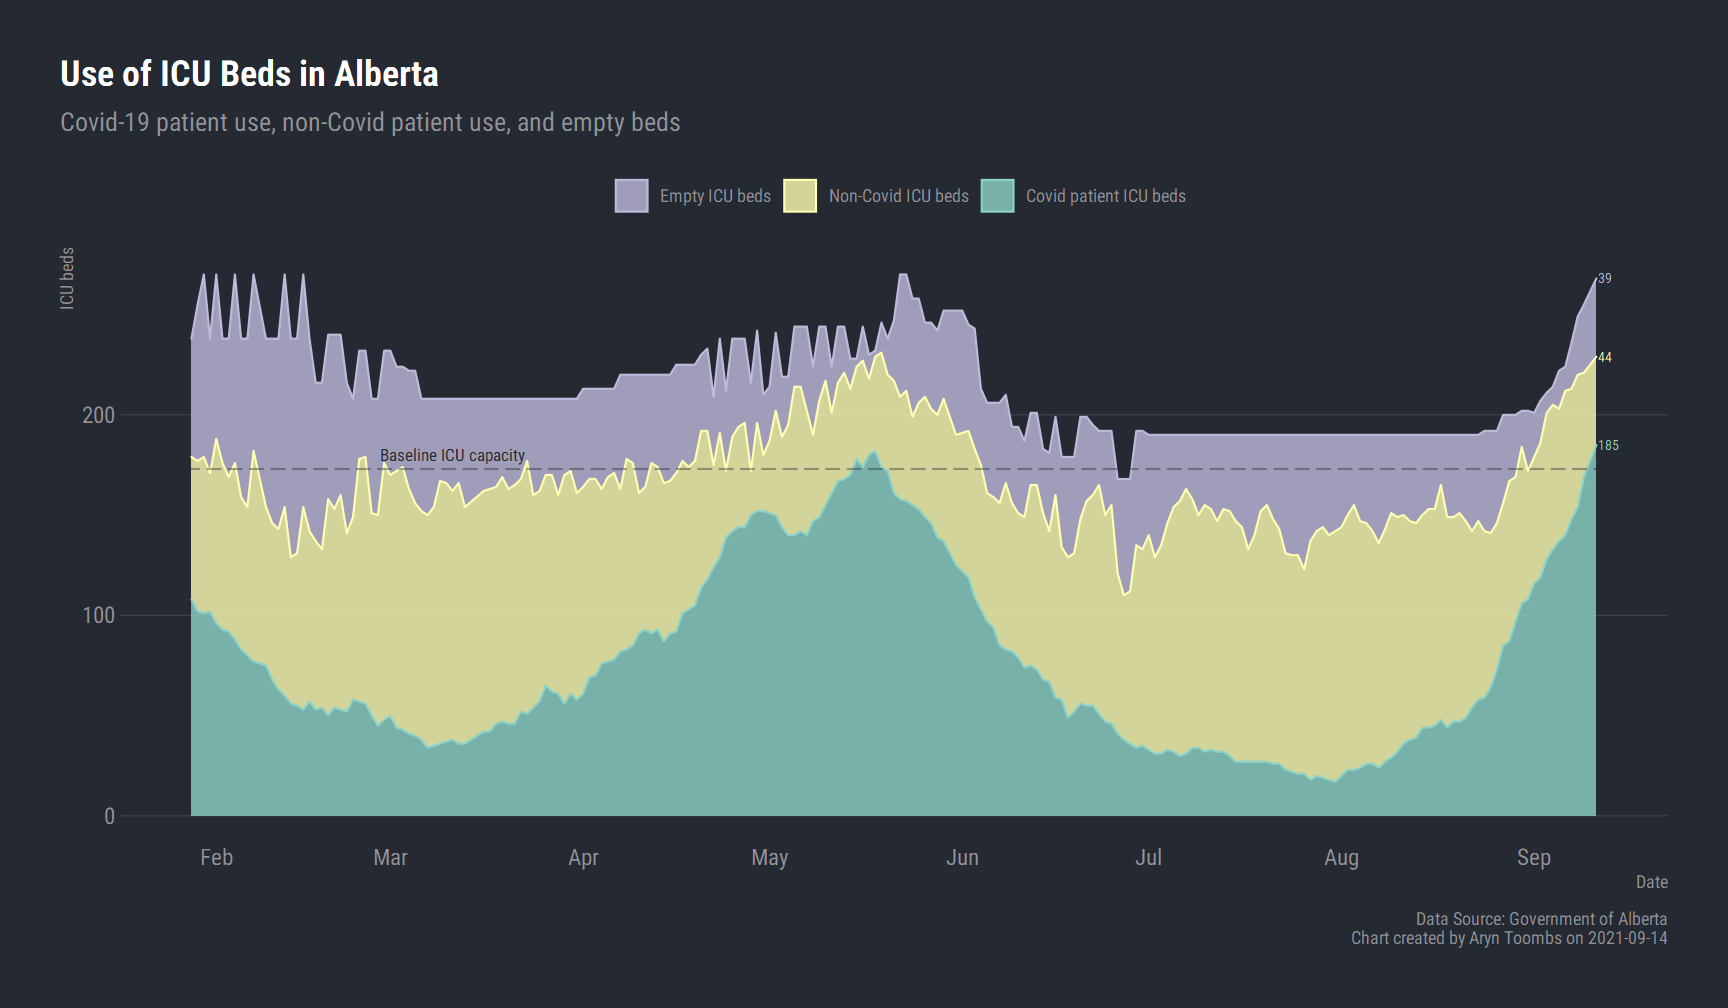 Use of ICU Beds in Alberta
Covid-19 patient use, non-Covid patient use, and empty beds
Empty ICU beds Non-Covid ICU beds Covid patient ICU beds
ICU beds
39
44
200
185
Baseline ICU capacity
100
0
Feb Mar Apr May Jun Jul Aug Sep
Date
Data Source: Government of Alberta
Chart created by Aryn Toombs on 2021-09-14